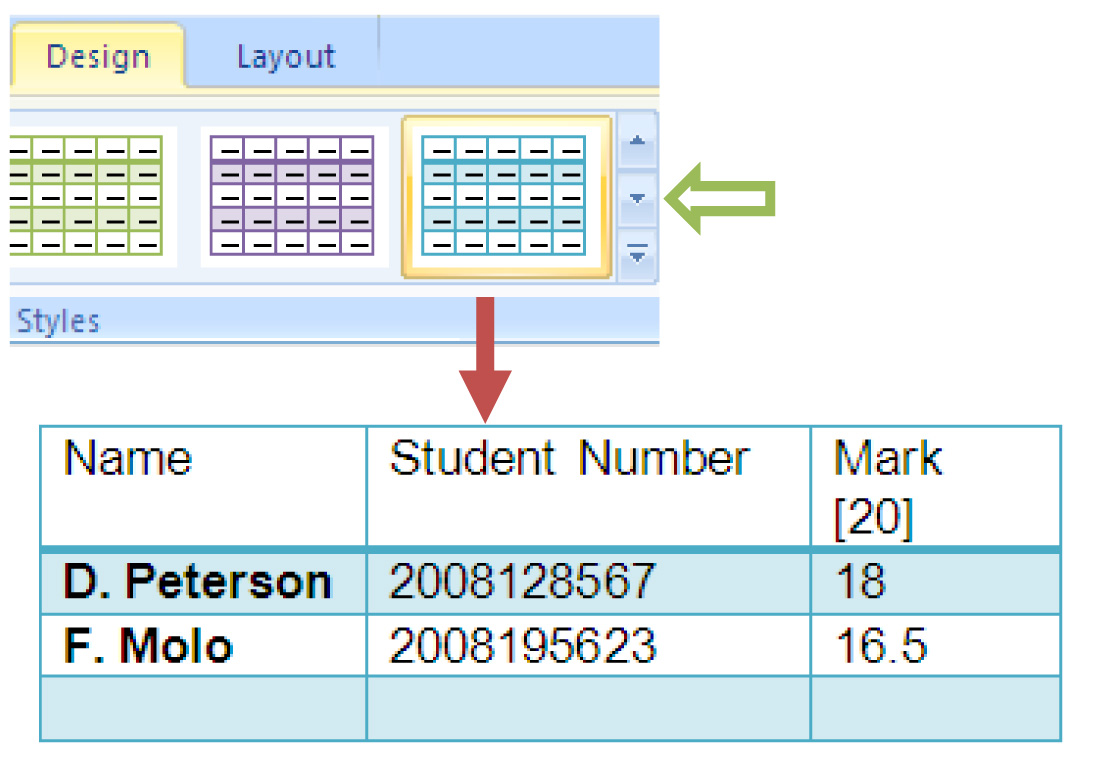 Design Layout
Styles
Name Student Number Mark
[20]
D. Peterson 2008128567 18
F. Molo 2008195623 16.5